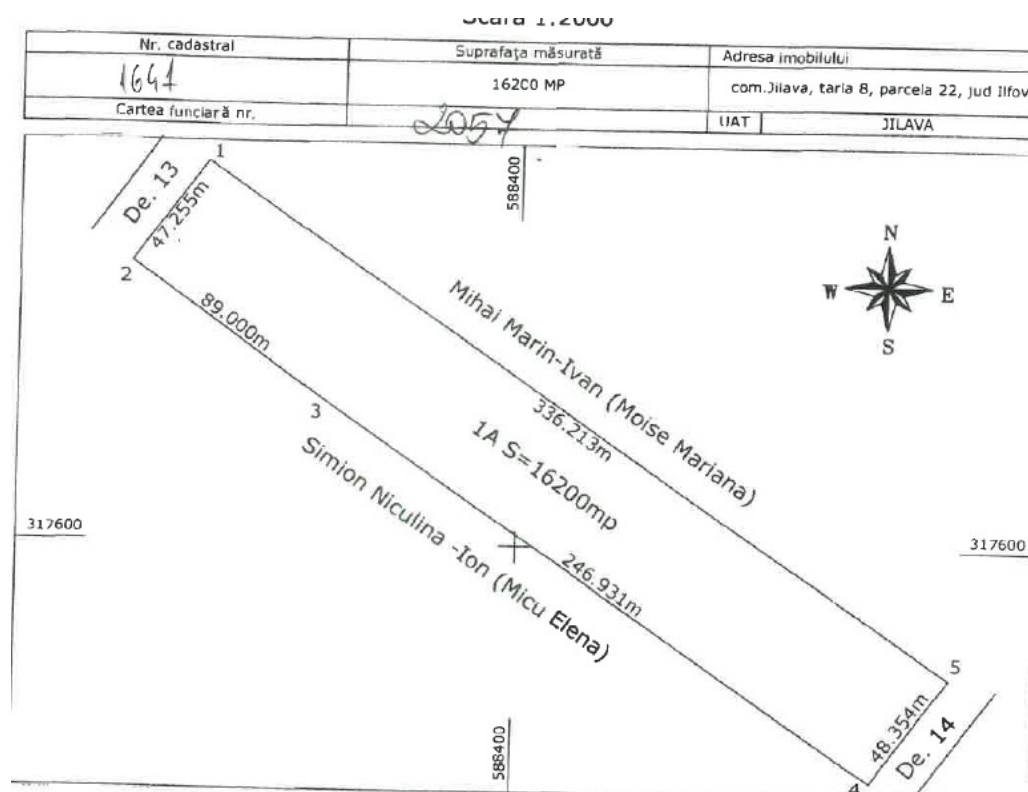 Scara 1:2000
Nr. cadastral
Suprafaţa măsurată
Adresa imobilului
1641
16200 MP
com.Jilava, tarla 8, parcela 22, jud Ilfov
Cartea funciară nr.
2057
UAT
JILAVA
1
De. 13
47.255m
588400
2
N
W
E
S
89.000m
Mihai Marin-Ivan (Moise Mariana)
336.213m
3
1A S=16200mp
Simion Niculina -Ion (Micu Elena)
317600
317600
246.931m
5
48.354m
De. 14
588400
4